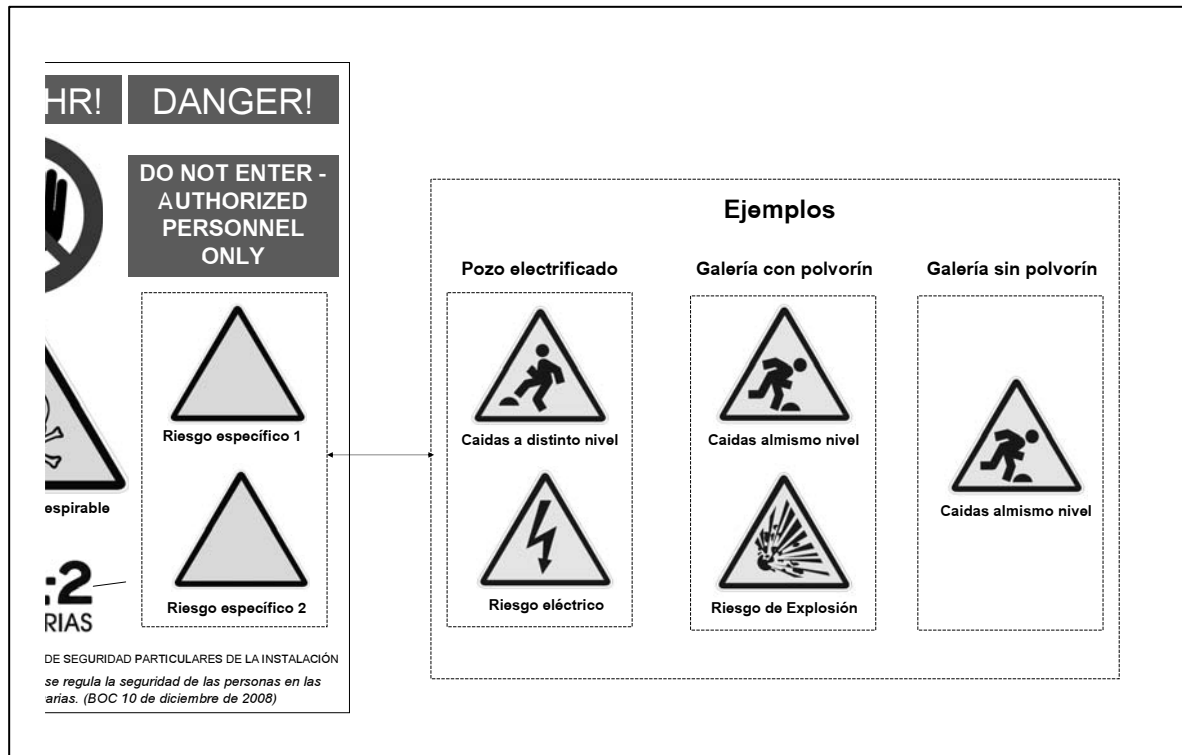 HR!
DANGER!
DO NOT ENTER -
AUTHORIZED
PERSONNEL
ONLY
Riesgo específico 1
espirable
Riesgo específico 2
:2
RIAS
DE SEGURIDAD PARTICULARES DE LA INSTALACIÓN
se regula la seguridad de las personas en las
arias. (BOC 10 de diciembre de 2008)
Ejemplos
Pozo electrificado
Caidas a distinto nivel
Riesgo eléctrico
Galería con polvorín
Caidas almismo nivel
Riesgo de Explosión
Galería sin polvorín
Caidas almismo nivel